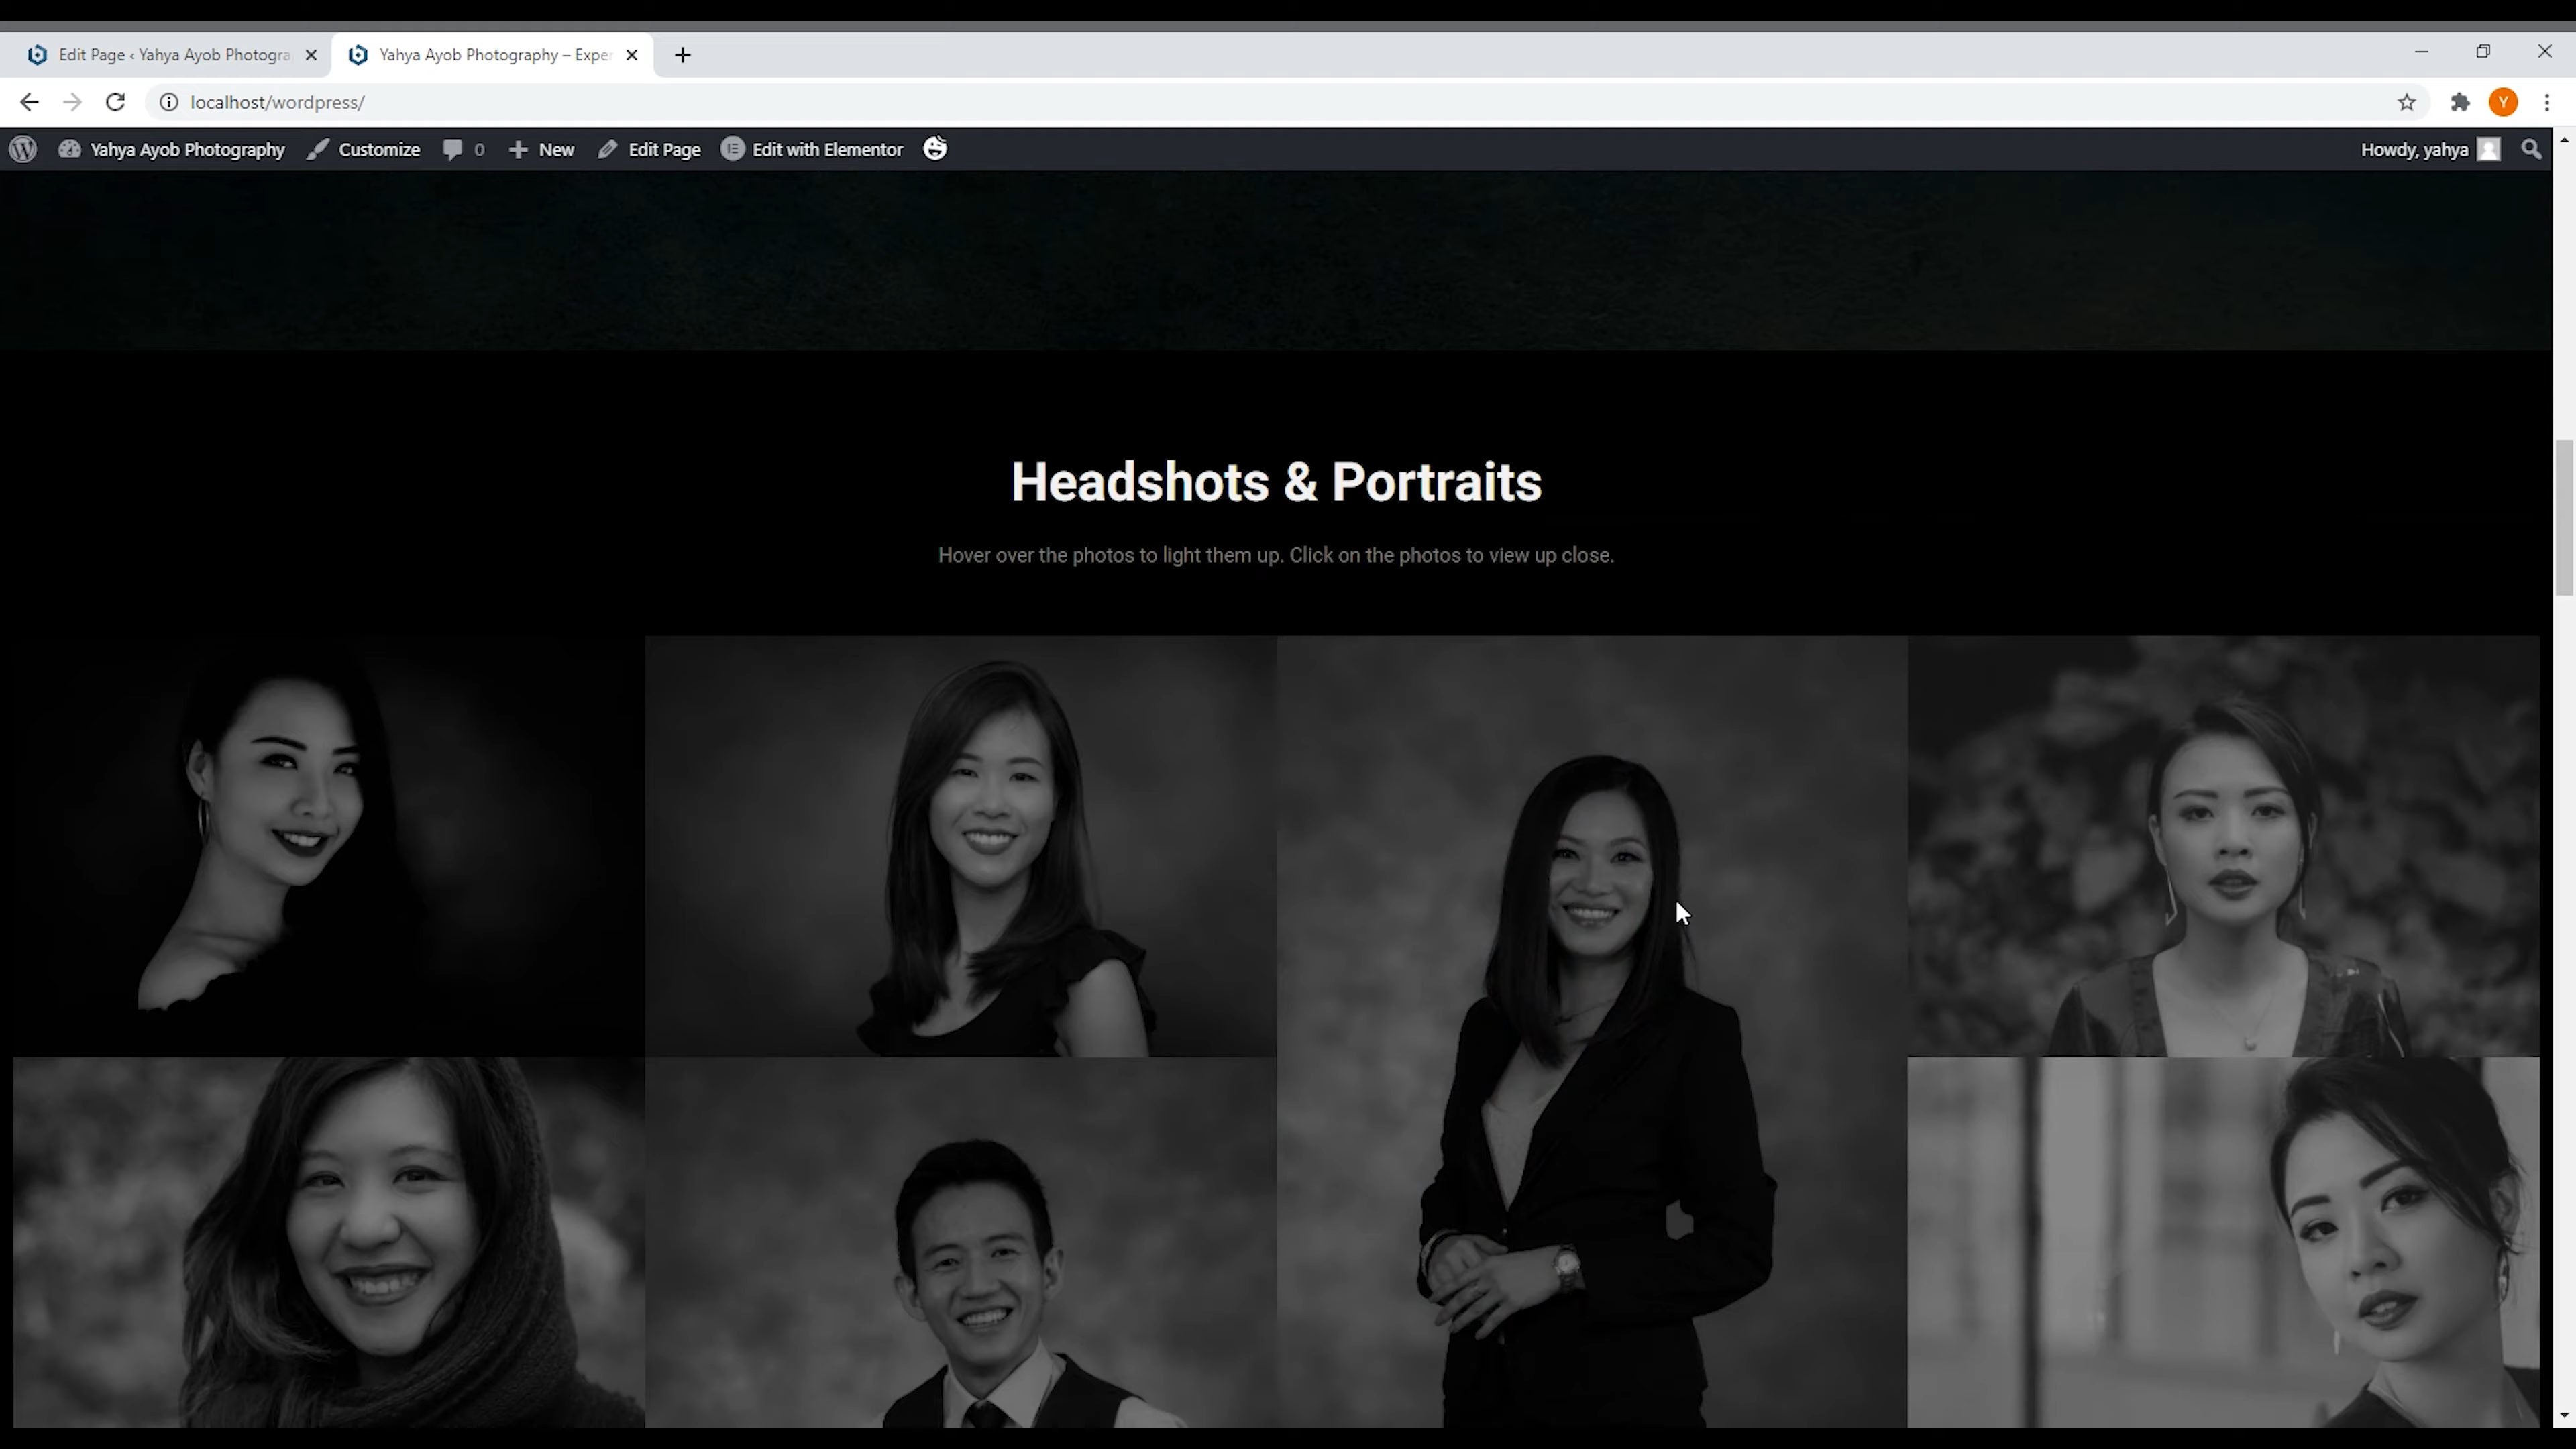 Edit Page ‹ Yahya Ayob Photogra
Yahya Ayob Photography – Exper
localhost/wordpress/
Y
Yahya Ayob Photography Customize 0 New Edit Page Edit with Elementor Howdy, yahya
Headshots & Portraits
Hover over the photos to light them up. Click on the photos to view up close.